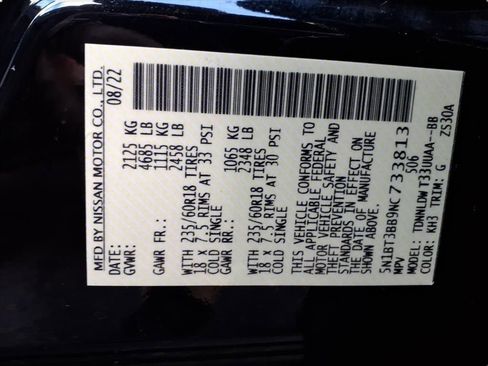 MFD BY NISSAN MOTOR CO., LTD.
08/22
GVWR: 2125 KG
4685 LB
GAWR FR.: 1115 KG
2458 LB
WITH 235/60R18 TIRES
18 x 7.5 RIMS AT 33 PSI
COLD SINGLE
GAWR RR.: 1065 KG
2348 LB
WITH 235/60R18 TIRES
18 x 7.5 RIMS AT 30 PSI
COLD SINGLE
THIS VEHICLE CONFORMS TO
ALL APPLICABLE FEDERAL
MOTOR VEHICLE SAFETY AND
THEFT PREVENTION
STANDARDS IN EFFECT ON
THE DATE OF MANUFACTURE
SHOWN ABOVE.
5N1BT3BB9NC733813
MPV 506
MODEL: TDWNLDW T33UUAA--BB
COLOR: KH3 TRIM: G ZS30A